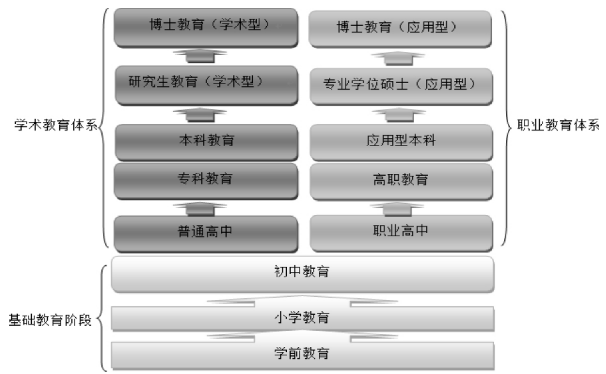 博士教育（学术型）
博士教育（应用型）
研究生教育（学术型）
专业学位硕士（应用型）
学术教育体系
职业教育体系
本科教育
应用型本科
专科教育
高职教育
普通高中
职业高中
初中教育
基础教育阶段
小学教育
学前教育